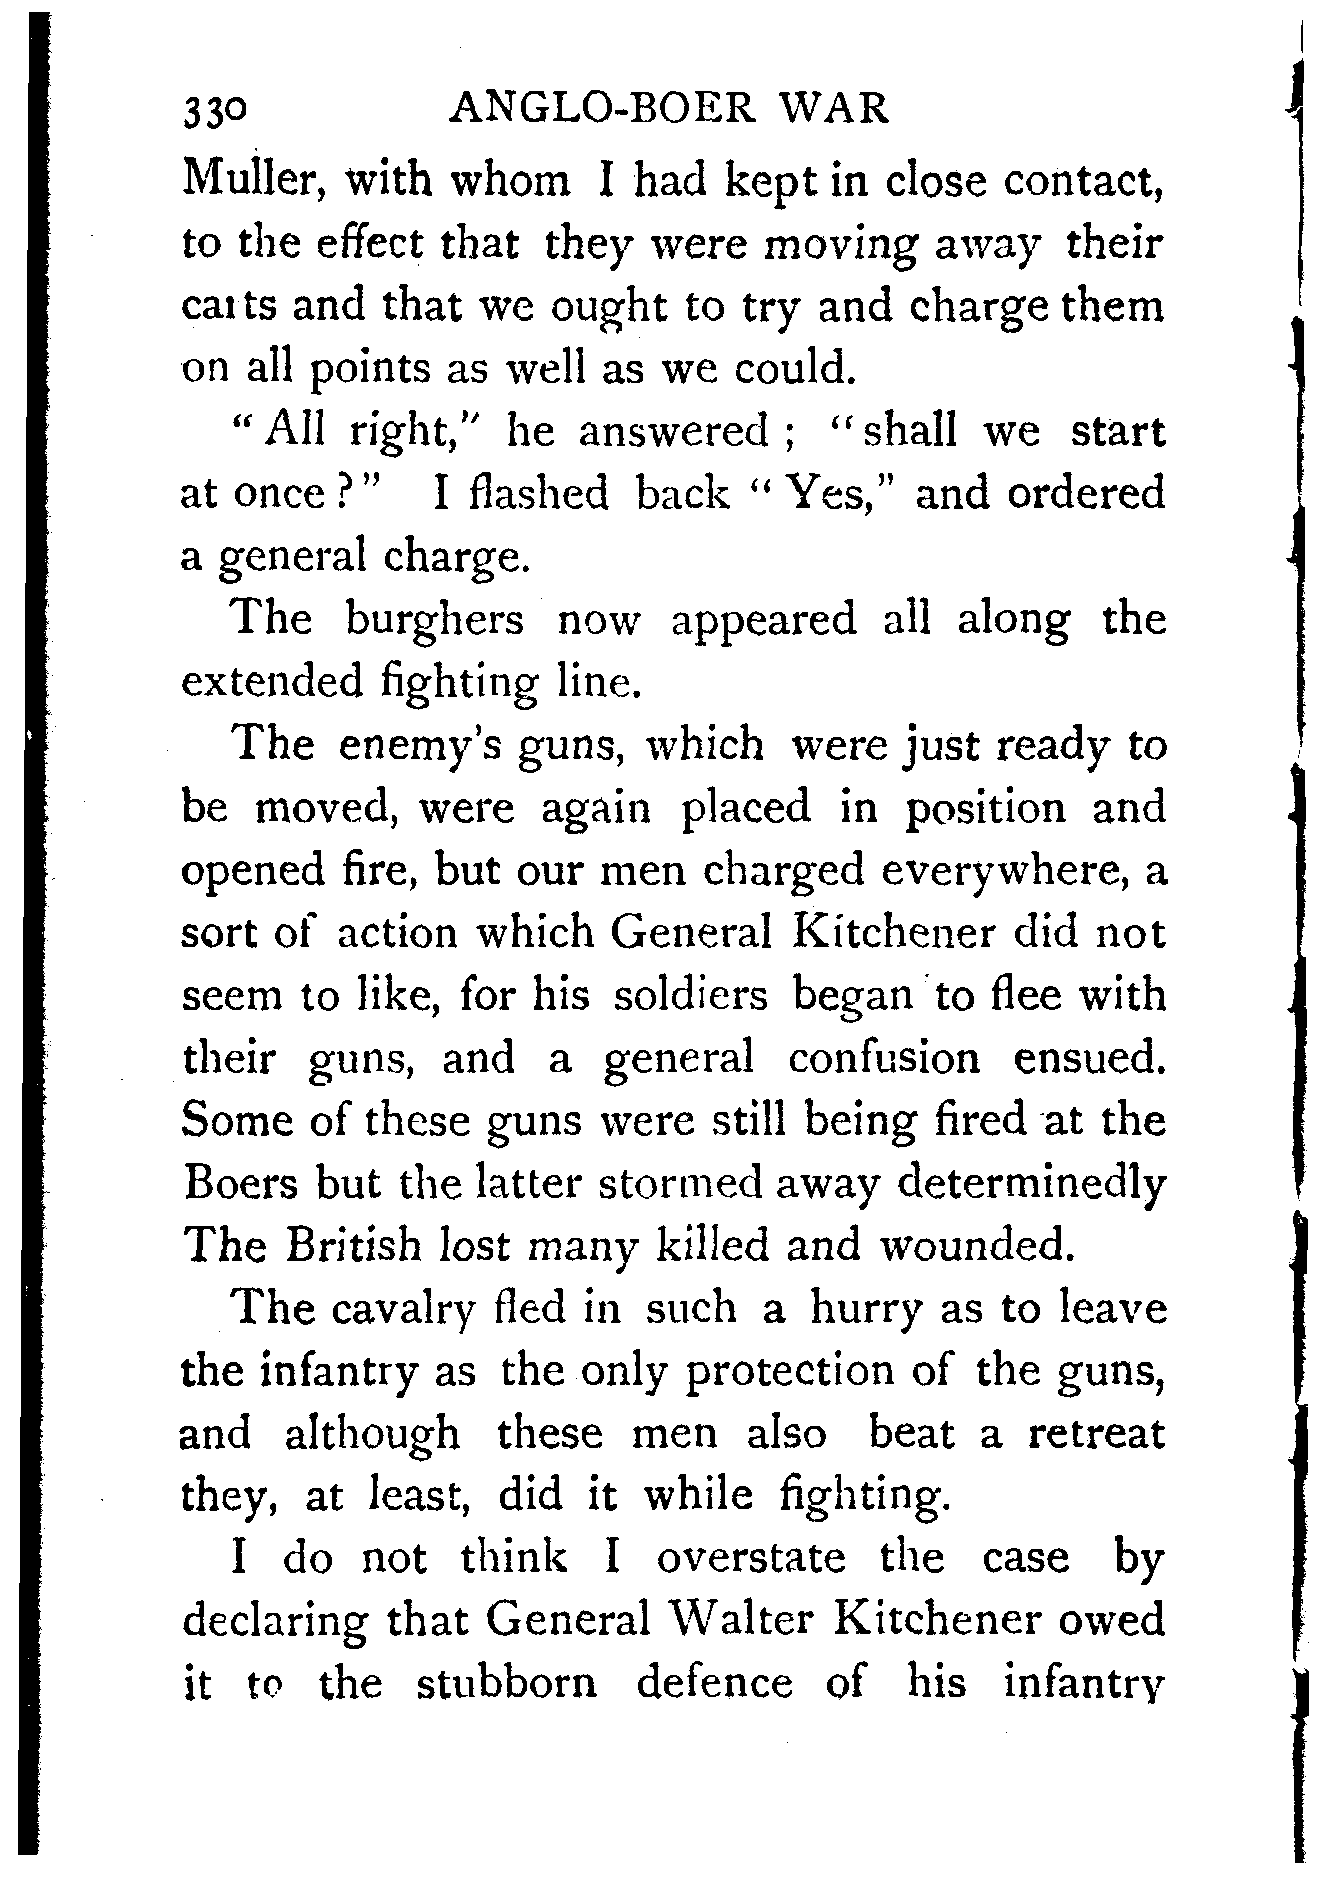 330 ANGLO-BOER WAR
Muller, with whom I had kept in close contact,
to the effect that they were moving away their
carts and that we ought to try and charge them
on all points as well as we could.
" All right," he answered ; " shall we start
at once ? " I flashed back " Yes," and ordered
a general charge.
The burghers now appeared all along the
extended fighting line.
The enemy's guns, which were just ready to
be moved, were again placed in position and
opened fire, but our men charged everywhere, a
sort of action which General Kitchener did not
seem to like, for his soldiers began to flee with
their guns, and a general confusion ensued.
Some of these guns were still being fired at the
Boers but the latter stormed away determinedly
The British lost many killed and wounded.
The cavalry fled in such a hurry as to leave
the infantry as the only protection of the guns,
and although these men also beat a retreat
they, at least, did it while fighting.
I do not think I overstate the case by
declaring that General Walter Kitchener owed
it to the stubborn defence of his infantry